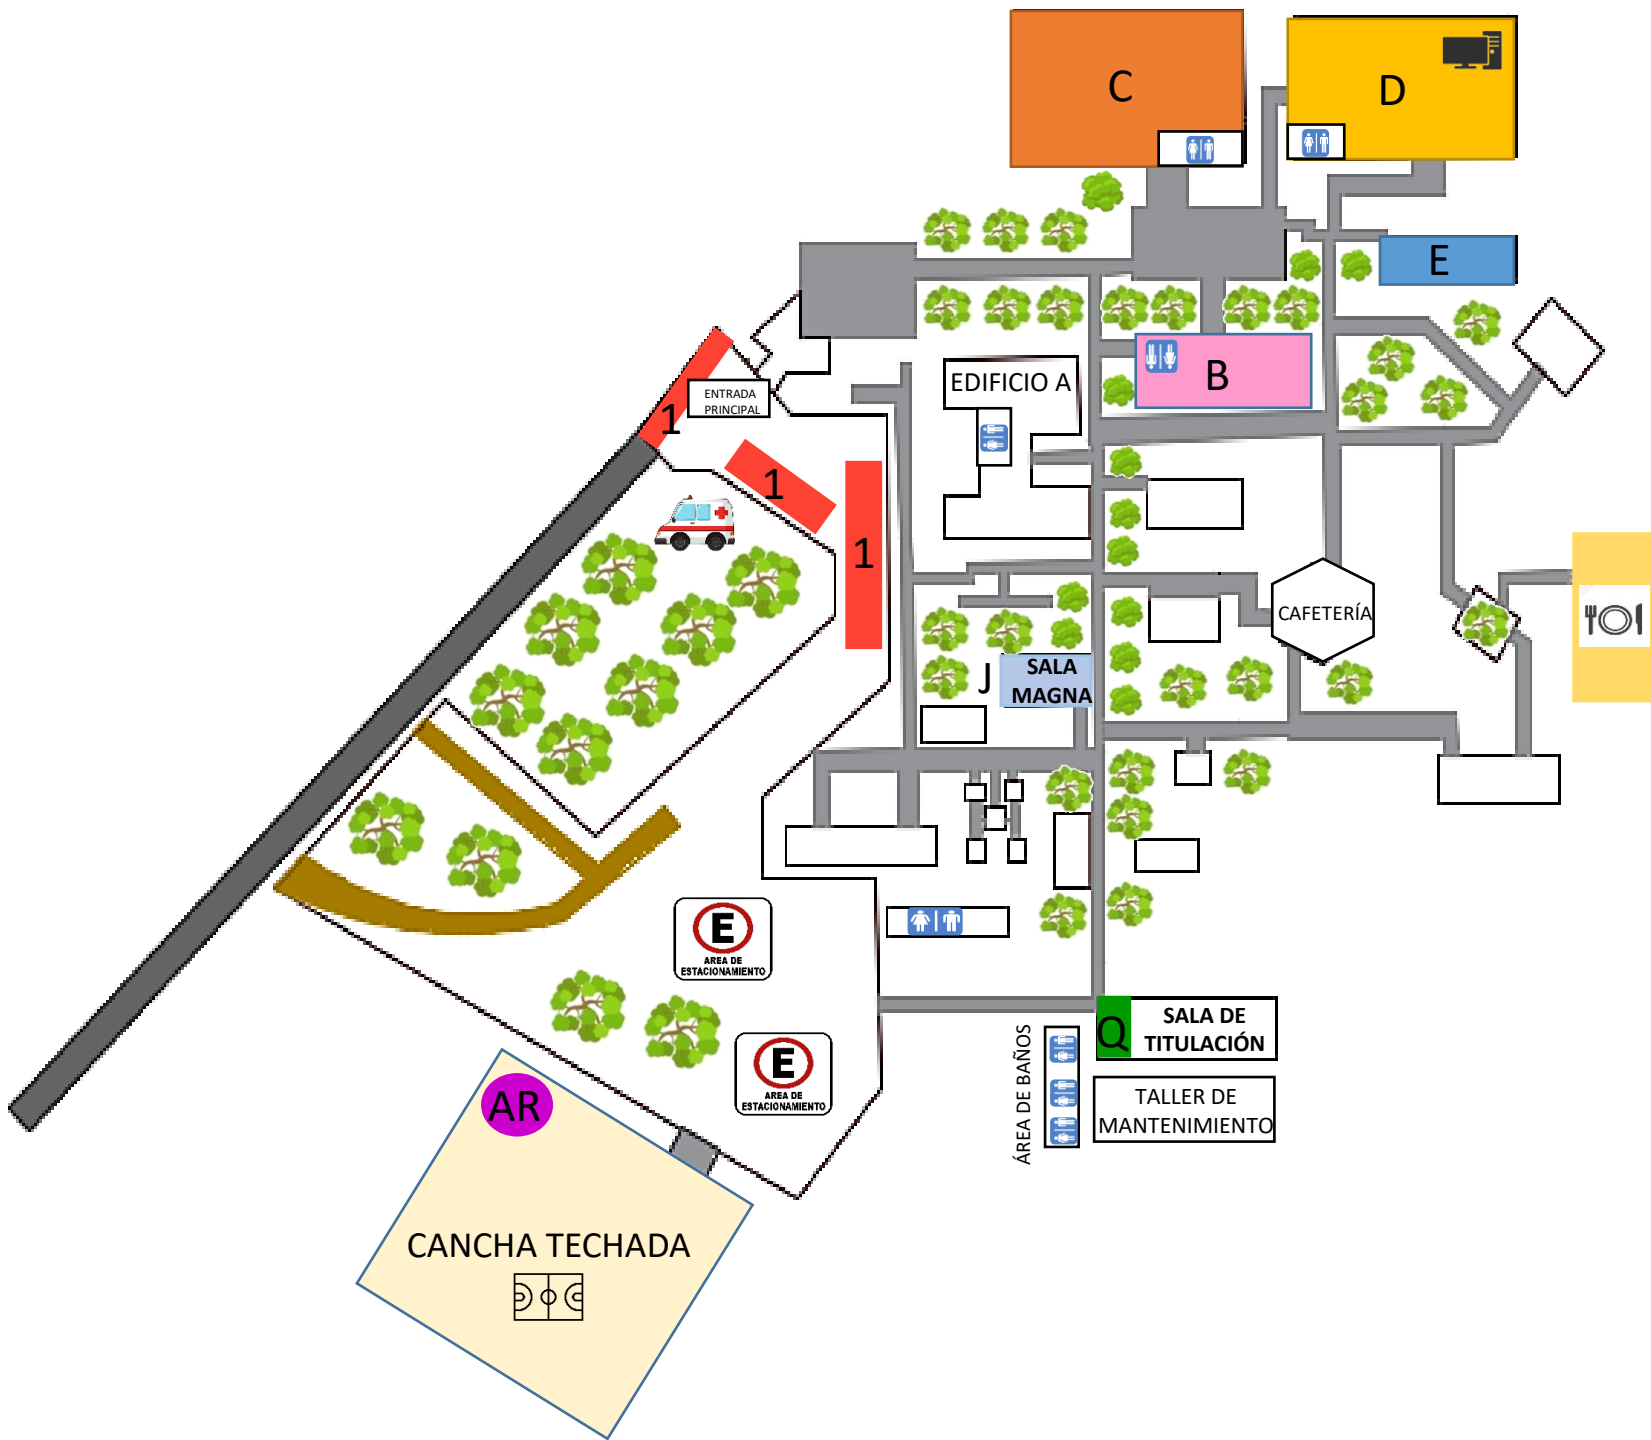 C
D
E
B
EDIFICIO A
ENTRADA
PRINCIPAL
1
1
1
CAFETERÍA
J
SALA
MAGNA
E
AREA DE
ESTACIONAMIENTO
E
AREA DE
ESTACIONAMIENTO
Q
SALA DE
TITULACIÓN
ÁREA DE BAÑOS
TALLER DE
MANTENIMIENTO
AR
CANCHA TECHADA